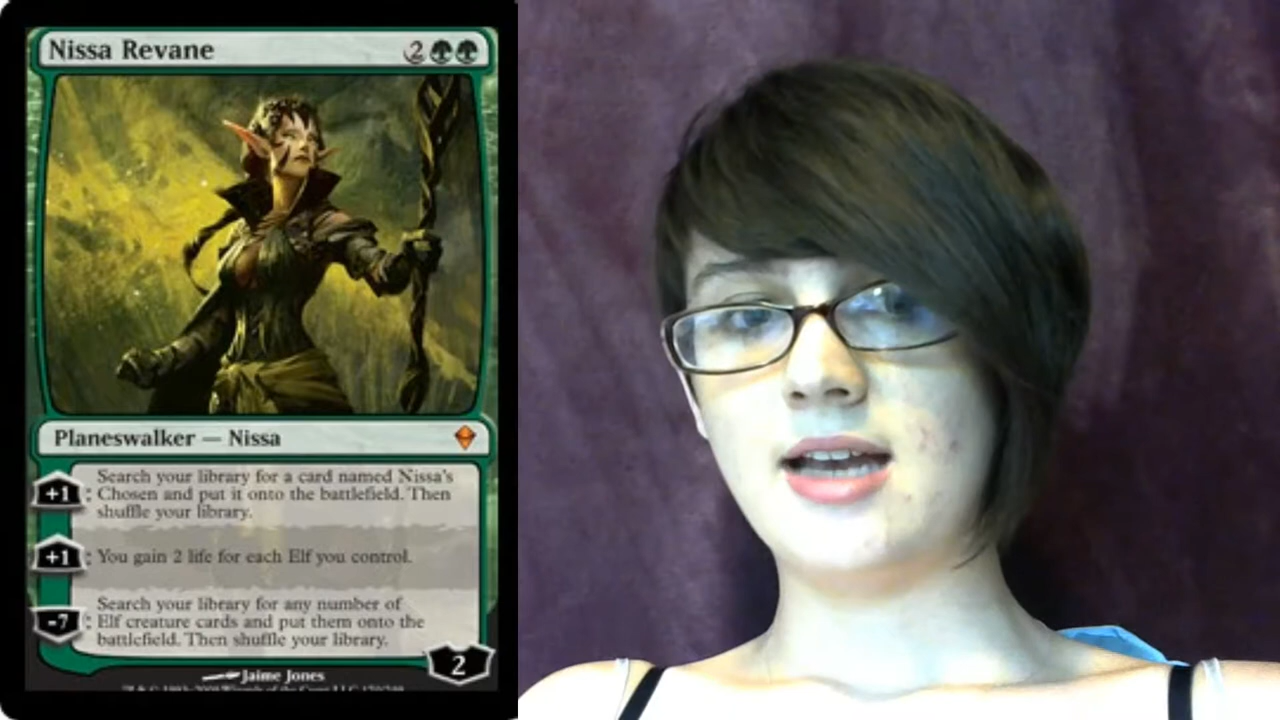 Nissa Revane 2
Planeswalker — Nissa
+1 : Search your library for a card named Nissa's
Chosen and put it onto the battlefield. Then
shuffle your library.
+1 : You gain 2 life for each Elf you control.
-7 : Search your library for any number of
Elf creature cards and put them onto the
battlefield. Then shuffle your library.
2
Jaime Jones